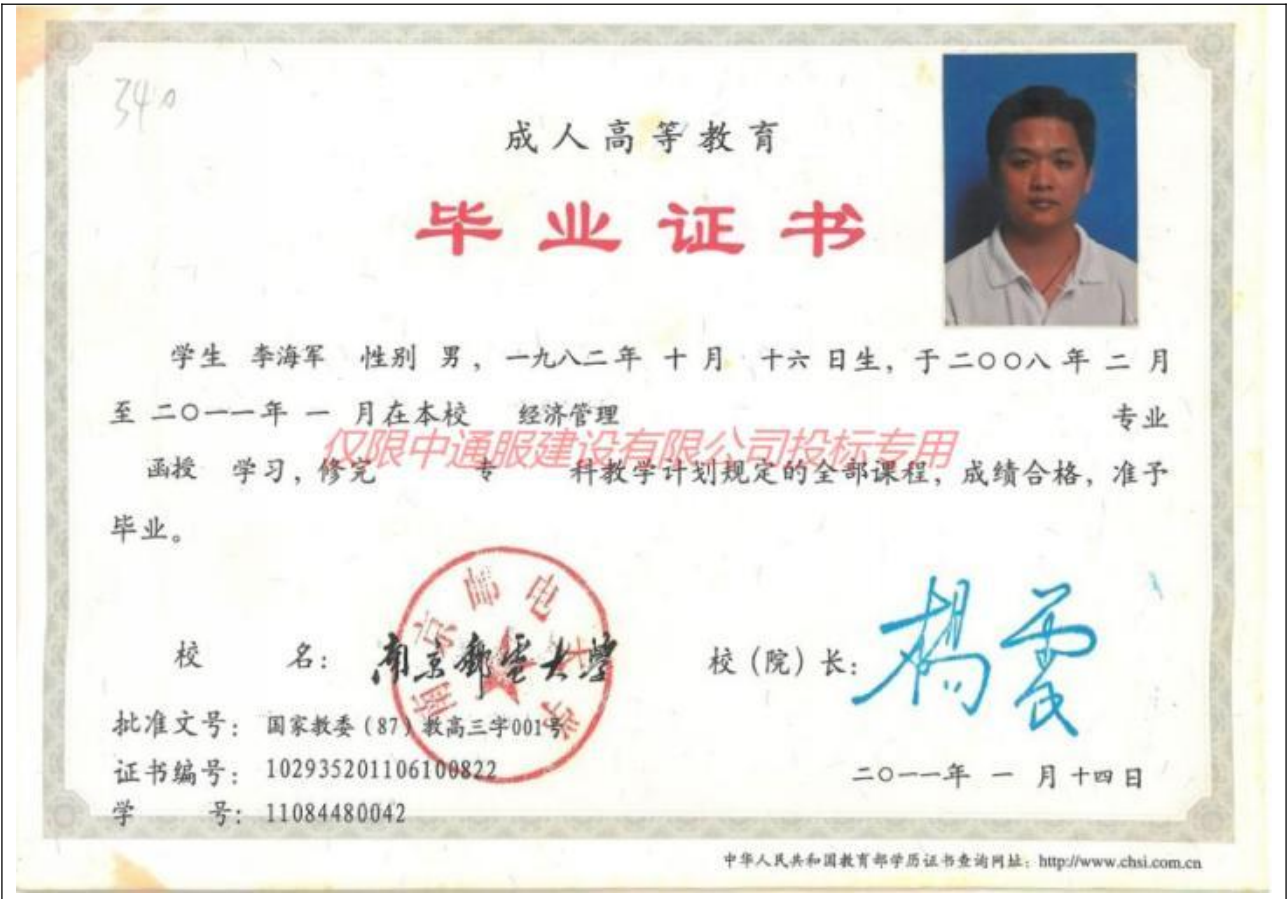 340
成人高等教育
毕业证书
学生 李海军 性别 男，一九八二年 十月 十六 日生，于二〇〇八 年 二 月
至 二〇一一年 一 月在本校 经济管理 专业
仅限中通服建设有限公司投标专用
函授 学习，修完 专 科教学计划规定的全部课程，成绩合格，准予
毕业。
南京邮电大学
校 名：南京邮电大学 校（院）长：
批准文号：国家教委（87）教高三字001号
证书编号：102935201106100822
二〇一一年 一 月 十四 日
学 号：11084480042
中华人民共和国教育部学历证书查询网址：http://www.chsi.com.cn